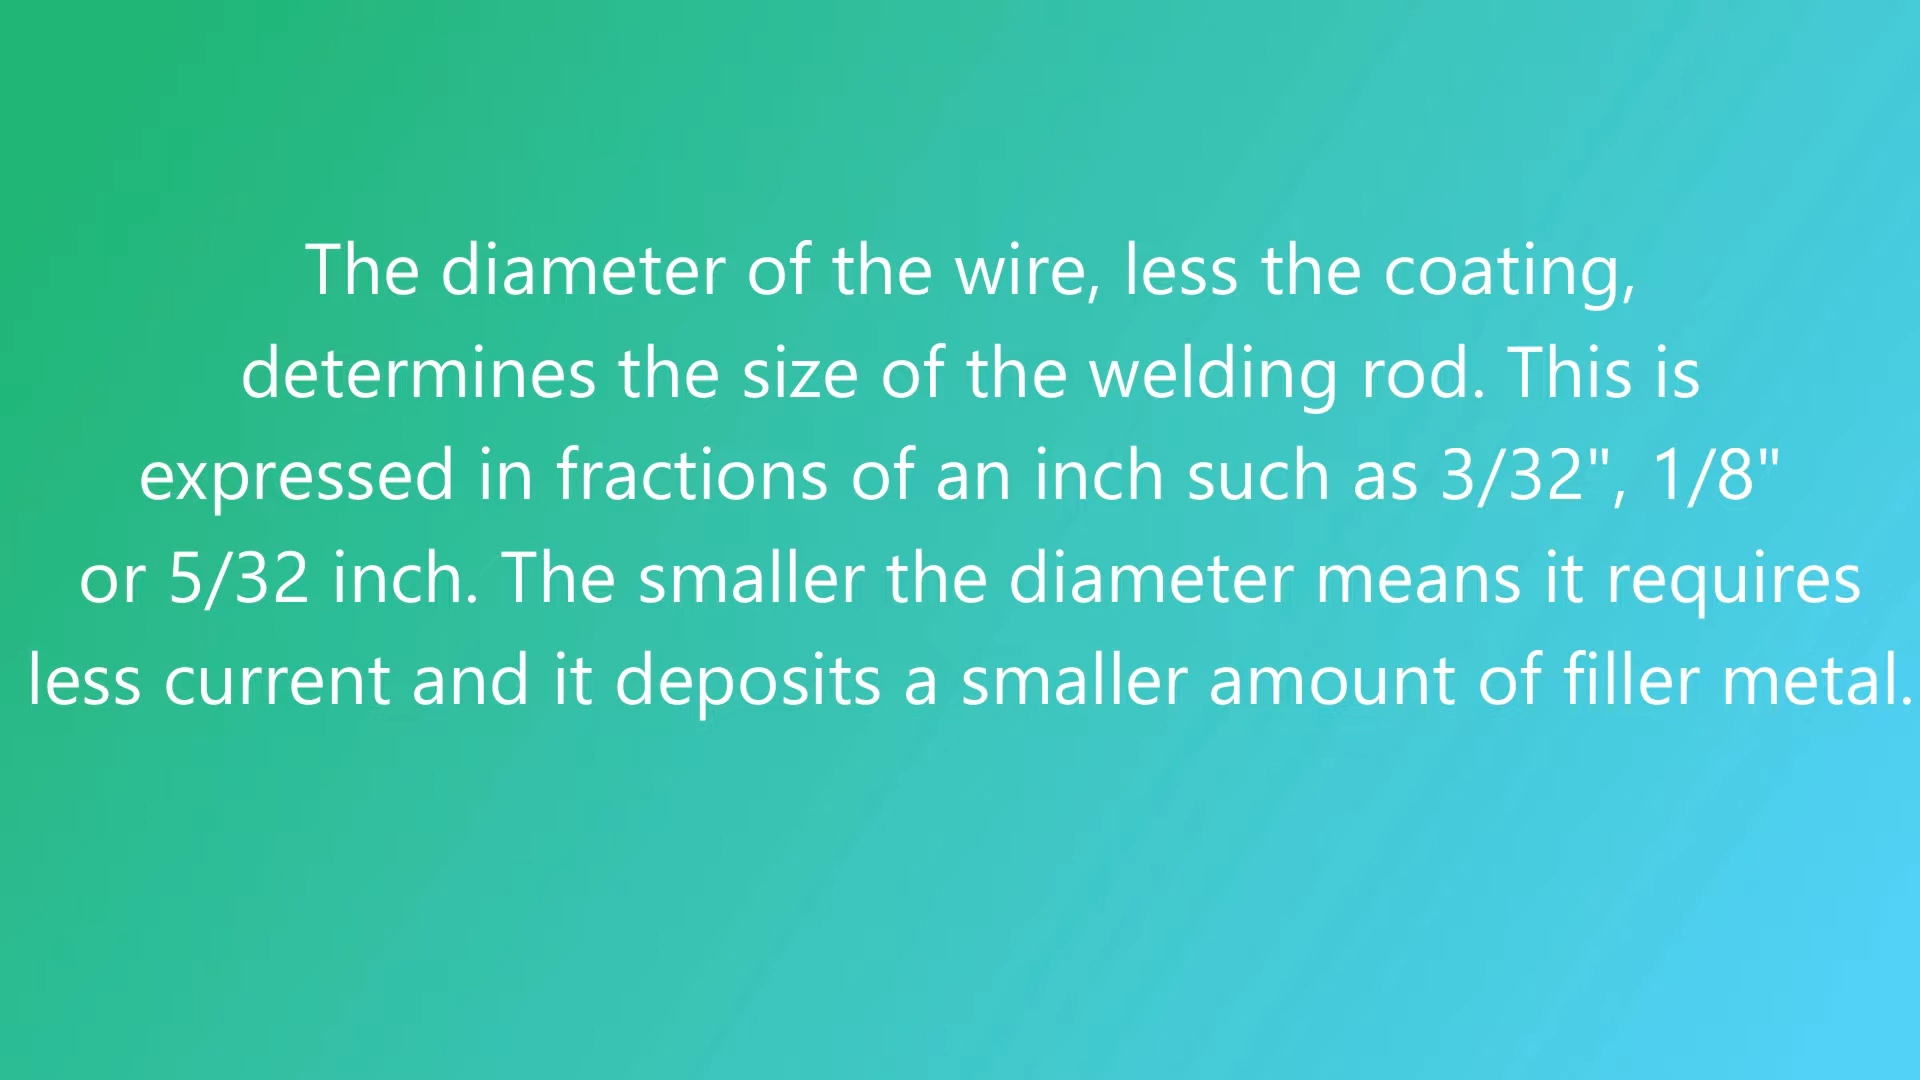 The diameter of the wire, less the coating,
determines the size of the welding rod. This is
expressed in fractions of an inch such as 3/32", 1/8"
or 5/32 inch. The smaller the diameter means it requires
less current and it deposits a smaller amount of filler metal.